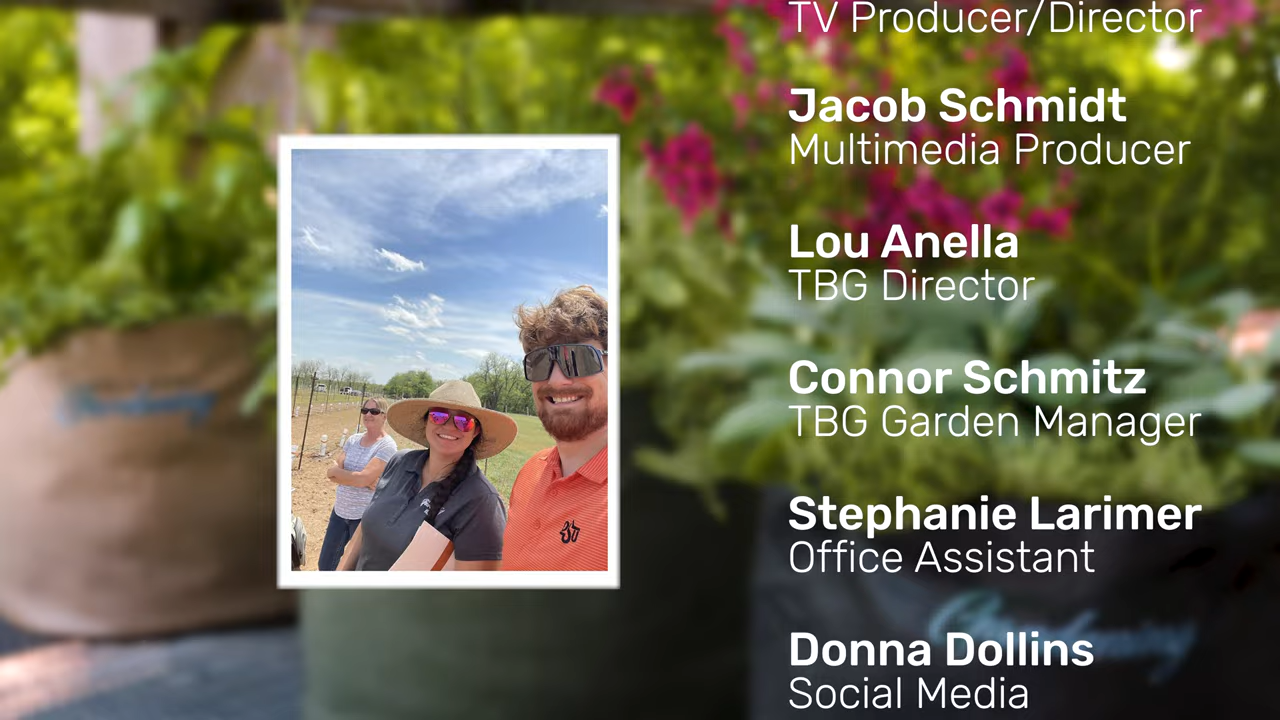 TV Producer/Director
Jacob Schmidt
Multimedia Producer
Lou Anella
TBG Director
Connor Schmitz
TBG Garden Manager
Stephanie Larimer
Office Assistant
Donna Dollins
Social Media